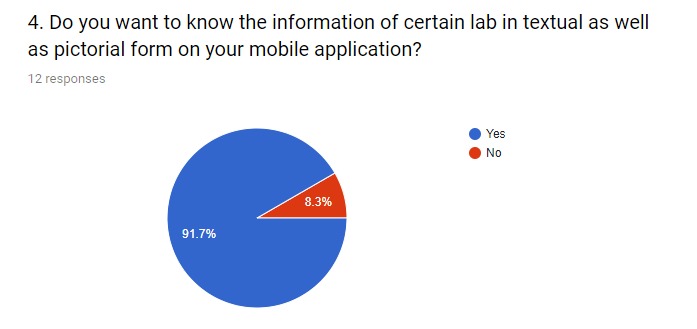 4. Do you want to know the information of certain lab in textual as well
as pictorial form on your mobile application?
12 responses
Yes
No
8.3%
91.7%